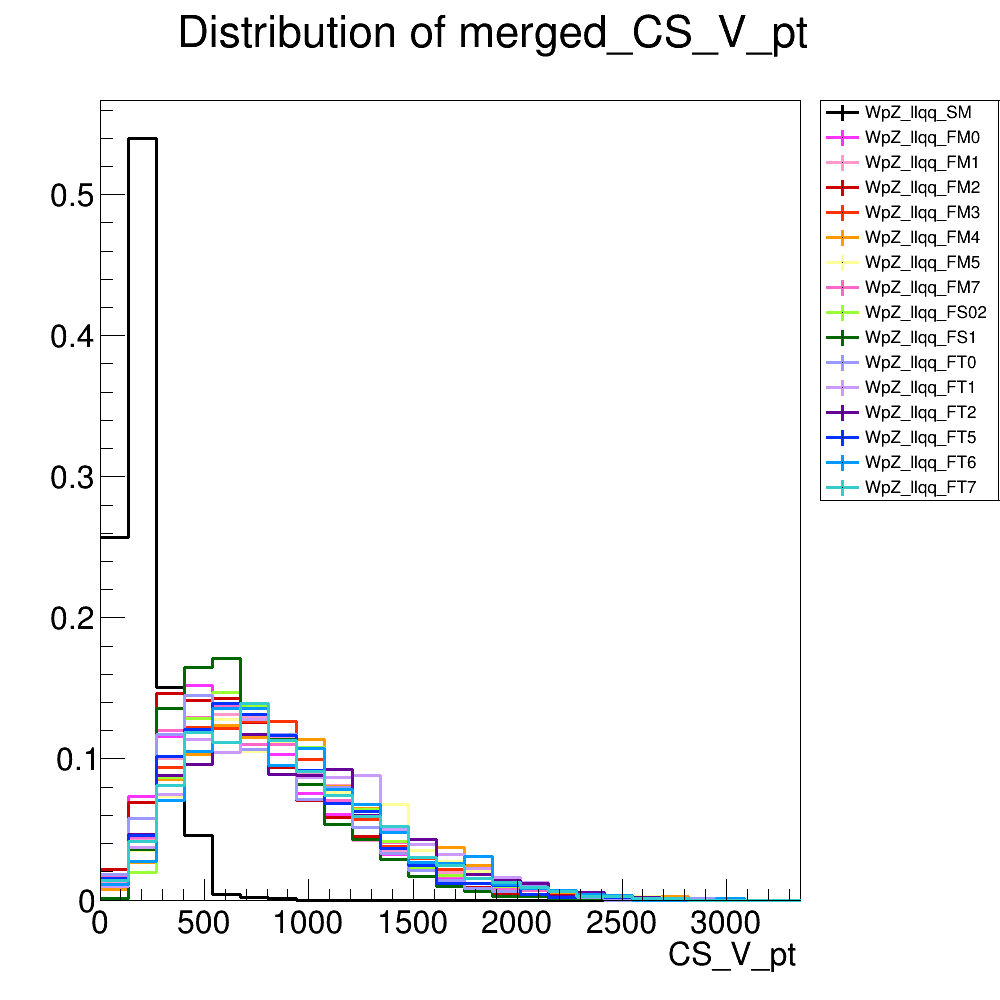 Distribution of merged_CS_V_pt
WpZ_llqq_SM
WpZ_llqq_FM0
WpZ_llqq_FM1
WpZ_llqq_FM2
WpZ_llqq_FM3
WpZ_llqq_FM4
WpZ_llqq_FM5
WpZ_llqq_FM7
WpZ_llqq_FS02
WpZ_llqq_FS1
WpZ_llqq_FT0
WpZ_llqq_FT1
WpZ_llqq_FT2
WpZ_llqq_FT5
WpZ_llqq_FT6
WpZ_llqq_FT7
0.5
0.4
0.3
0.2
0.1
0
0 500 1000 1500 2000 2500 3000
CS_V_pt